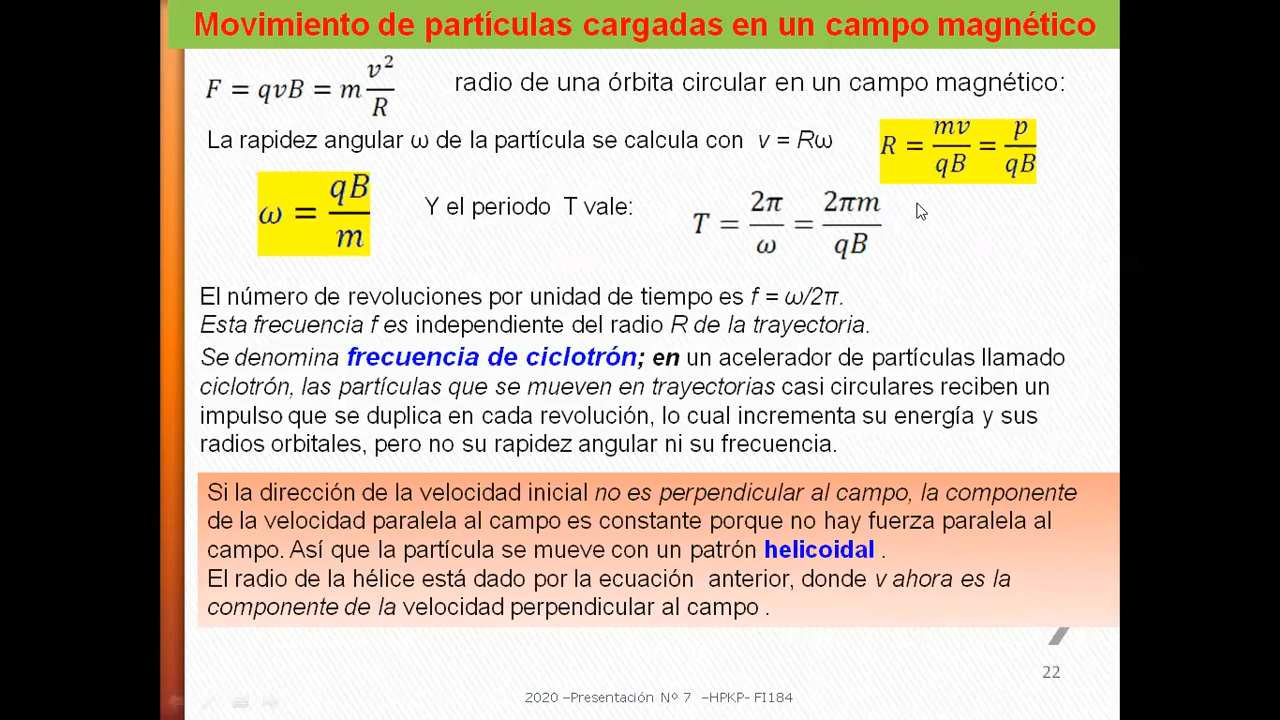 Movimiento de partículas cargadas en un campo magnético
F = qvB = m v²/R
radio de una órbita circular en un campo magnético:
La rapidez angular ω de la partícula se calcula con v = Rω
R = mv/qB = p/qB
ω = qB/m
Y el periodo T vale:
T = 2π/ω = 2πm/qB
El número de revoluciones por unidad de tiempo es f = ω/2π.
Esta frecuencia f es independiente del radio R de la trayectoria.
Se denomina frecuencia de ciclotrón; en un acelerador de partículas llamado
ciclotrón, las partículas que se mueven en trayectorias casi circulares reciben un
impulso que se duplica en cada revolución, lo cual incrementa su energía y sus
radios orbitales, pero no su rapidez angular ni su frecuencia.
Si la dirección de la velocidad inicial no es perpendicular al campo, la componente
de la velocidad paralela al campo es constante porque no hay fuerza paralela al
campo. Así que la partícula se mueve con un patrón helicoidal .
El radio de la hélice está dado por la ecuación anterior, donde v ahora es la
componente de la velocidad perpendicular al campo .
22
2020 –Presentación Nº 7 –HPKP- FI184